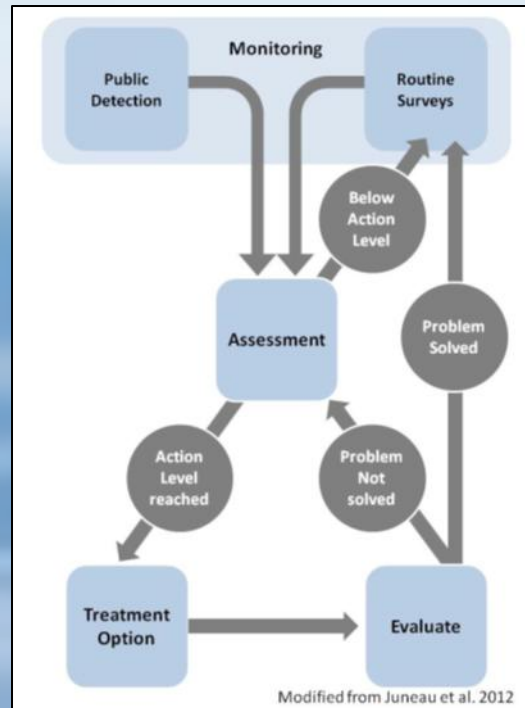 Monitoring
Public
Detection
Routine
Surveys
Below
Action
Level
Assessment
Problem
Solved
Action
Level
reached
Problem
Not
solved
Treatment
Option
Evaluate
Modified from Juneau et al. 2012